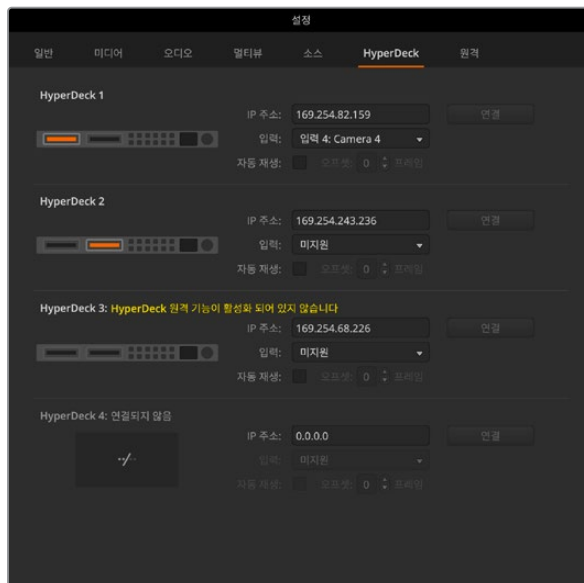 설정
일반 미디어 오디오 멀티뷰 소스 HyperDeck 원격
HyperDeck 1
IP 주소: 169.254.82.159 연결
입력: 입력 4: Camera 4
자동 재생: 오프셋: 0 프레임
HyperDeck 2
IP 주소: 169.254.243.236 연결
입력: 미지원
자동 재생: 오프셋: 0 프레임
HyperDeck 3: HyperDeck 원격 기능이 활성화 되어 있지 않습니다
IP 주소: 169.254.68.226 연결
입력: 미지원
자동 재생: 오프셋: 0 프레임
HyperDeck 4: 연결되지 않음
IP 주소: 0.0.0.0 연결
--/--
입력: 미지원
자동 재생: 오프셋: 0 프레임